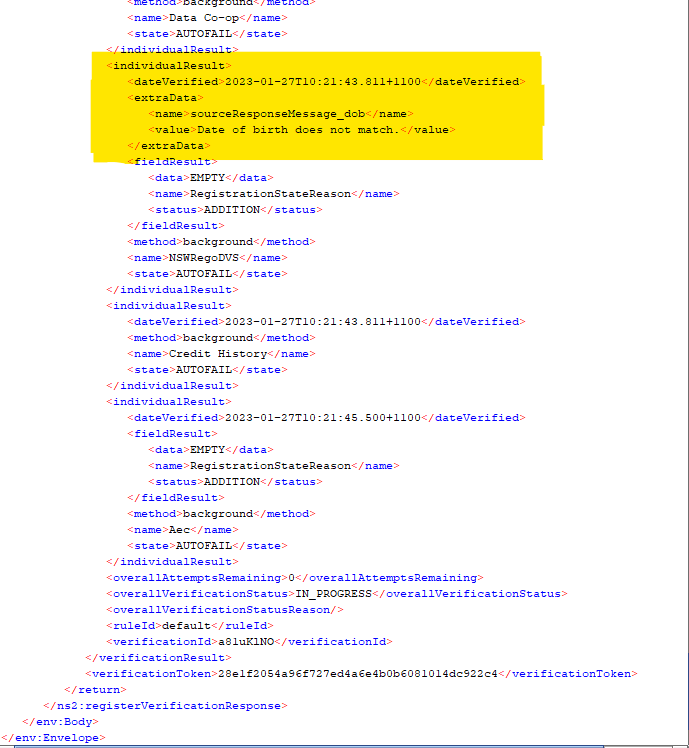 <method>background</method>
<name>Data Co-op</name>
<state>AUTOFAIL</state>
</individualResult>
<individualResult>
<dateVerified>2023-01-27T10:21:43.811+1100</dateVerified>
<extraData>
<name>sourceResponseMessage_dob</name>
<value>Date of birth does not match.</value>
</extraData>
<fieldResult>
<data>EMPTY</data>
<name>RegistrationStateReason</name>
<status>ADDITION</status>
</fieldResult>
<method>background</method>
<name>NSWRegoDVS</name>
<state>AUTOFAIL</state>
</individualResult>
<individualResult>
<dateVerified>2023-01-27T10:21:43.811+1100</dateVerified>
<method>background</method>
<name>Credit History</name>
<state>AUTOFAIL</state>
</individualResult>
<individualResult>
<dateVerified>2023-01-27T10:21:45.500+1100</dateVerified>
<fieldResult>
<data>EMPTY</data>
<name>RegistrationStateReason</name>
<status>ADDITION</status>
</fieldResult>
<method>background</method>
<name>Aec</name>
<state>AUTOFAIL</state>
</individualResult>
<overallAttemptsRemaining>0</overallAttemptsRemaining>
<overallVerificationStatus>IN_PROGRESS</overallVerificationStatus>
<overallVerificationStatusReason/>
<ruleId>default</ruleId>
<verificationId>a81uKlNO</verificationId>
</verificationResult>
<verificationToken>28e1f2054a96f727ed4a6e4b0b6081014dc922c4</verificationToken>
</return>
</ns2:registerVerificationResponse>
</env:Body>
</env:Envelope>